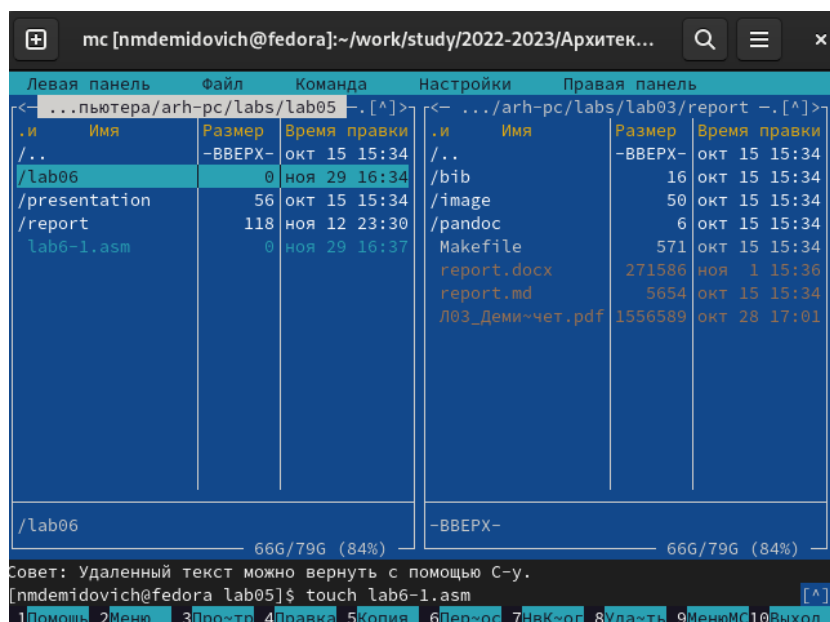 mc [nmdemidovich@fedora]:~/work/study/2022-2023/Архитек...
Левая панель Файл Команда Настройки Правая панель
<─ ...пьютера/arh-pc/labs/lab05 ─.[^]>
.и Имя Размер Время правки
/.. -ВВЕРХ- окт 15 15:34
/lab06 0 ноя 29 16:34
/presentation 56 окт 15 15:34
/report 118 ноя 12 23:30
lab6-1.asm 0 ноя 29 16:37
/lab06
66G/79G (84%)
<─ .../arh-pc/labs/lab03/report ─.[^]>
.и Имя Размер Время правки
/.. -ВВЕРХ- окт 15 15:34
/bib 16 окт 15 15:34
/image 50 окт 15 15:34
/pandoc 6 окт 15 15:34
Makefile 571 окт 15 15:34
report.docx 271586 ноя 1 15:36
report.md 5654 окт 15 15:34
Л03_Деми~чет.pdf 1556589 окт 28 17:01
-ВВЕРХ-
66G/79G (84%)
Совет: Удаленный текст можно вернуть с помощью C-y.
[nmdemidovich@fedora lab05]$ touch lab6-1.asm [^]
1Помощь 2Меню 3Про~тр 4Правка 5Копия 6Пер~ос 7НвК~ог 8Уда~ть 9МенюMC 10Выход